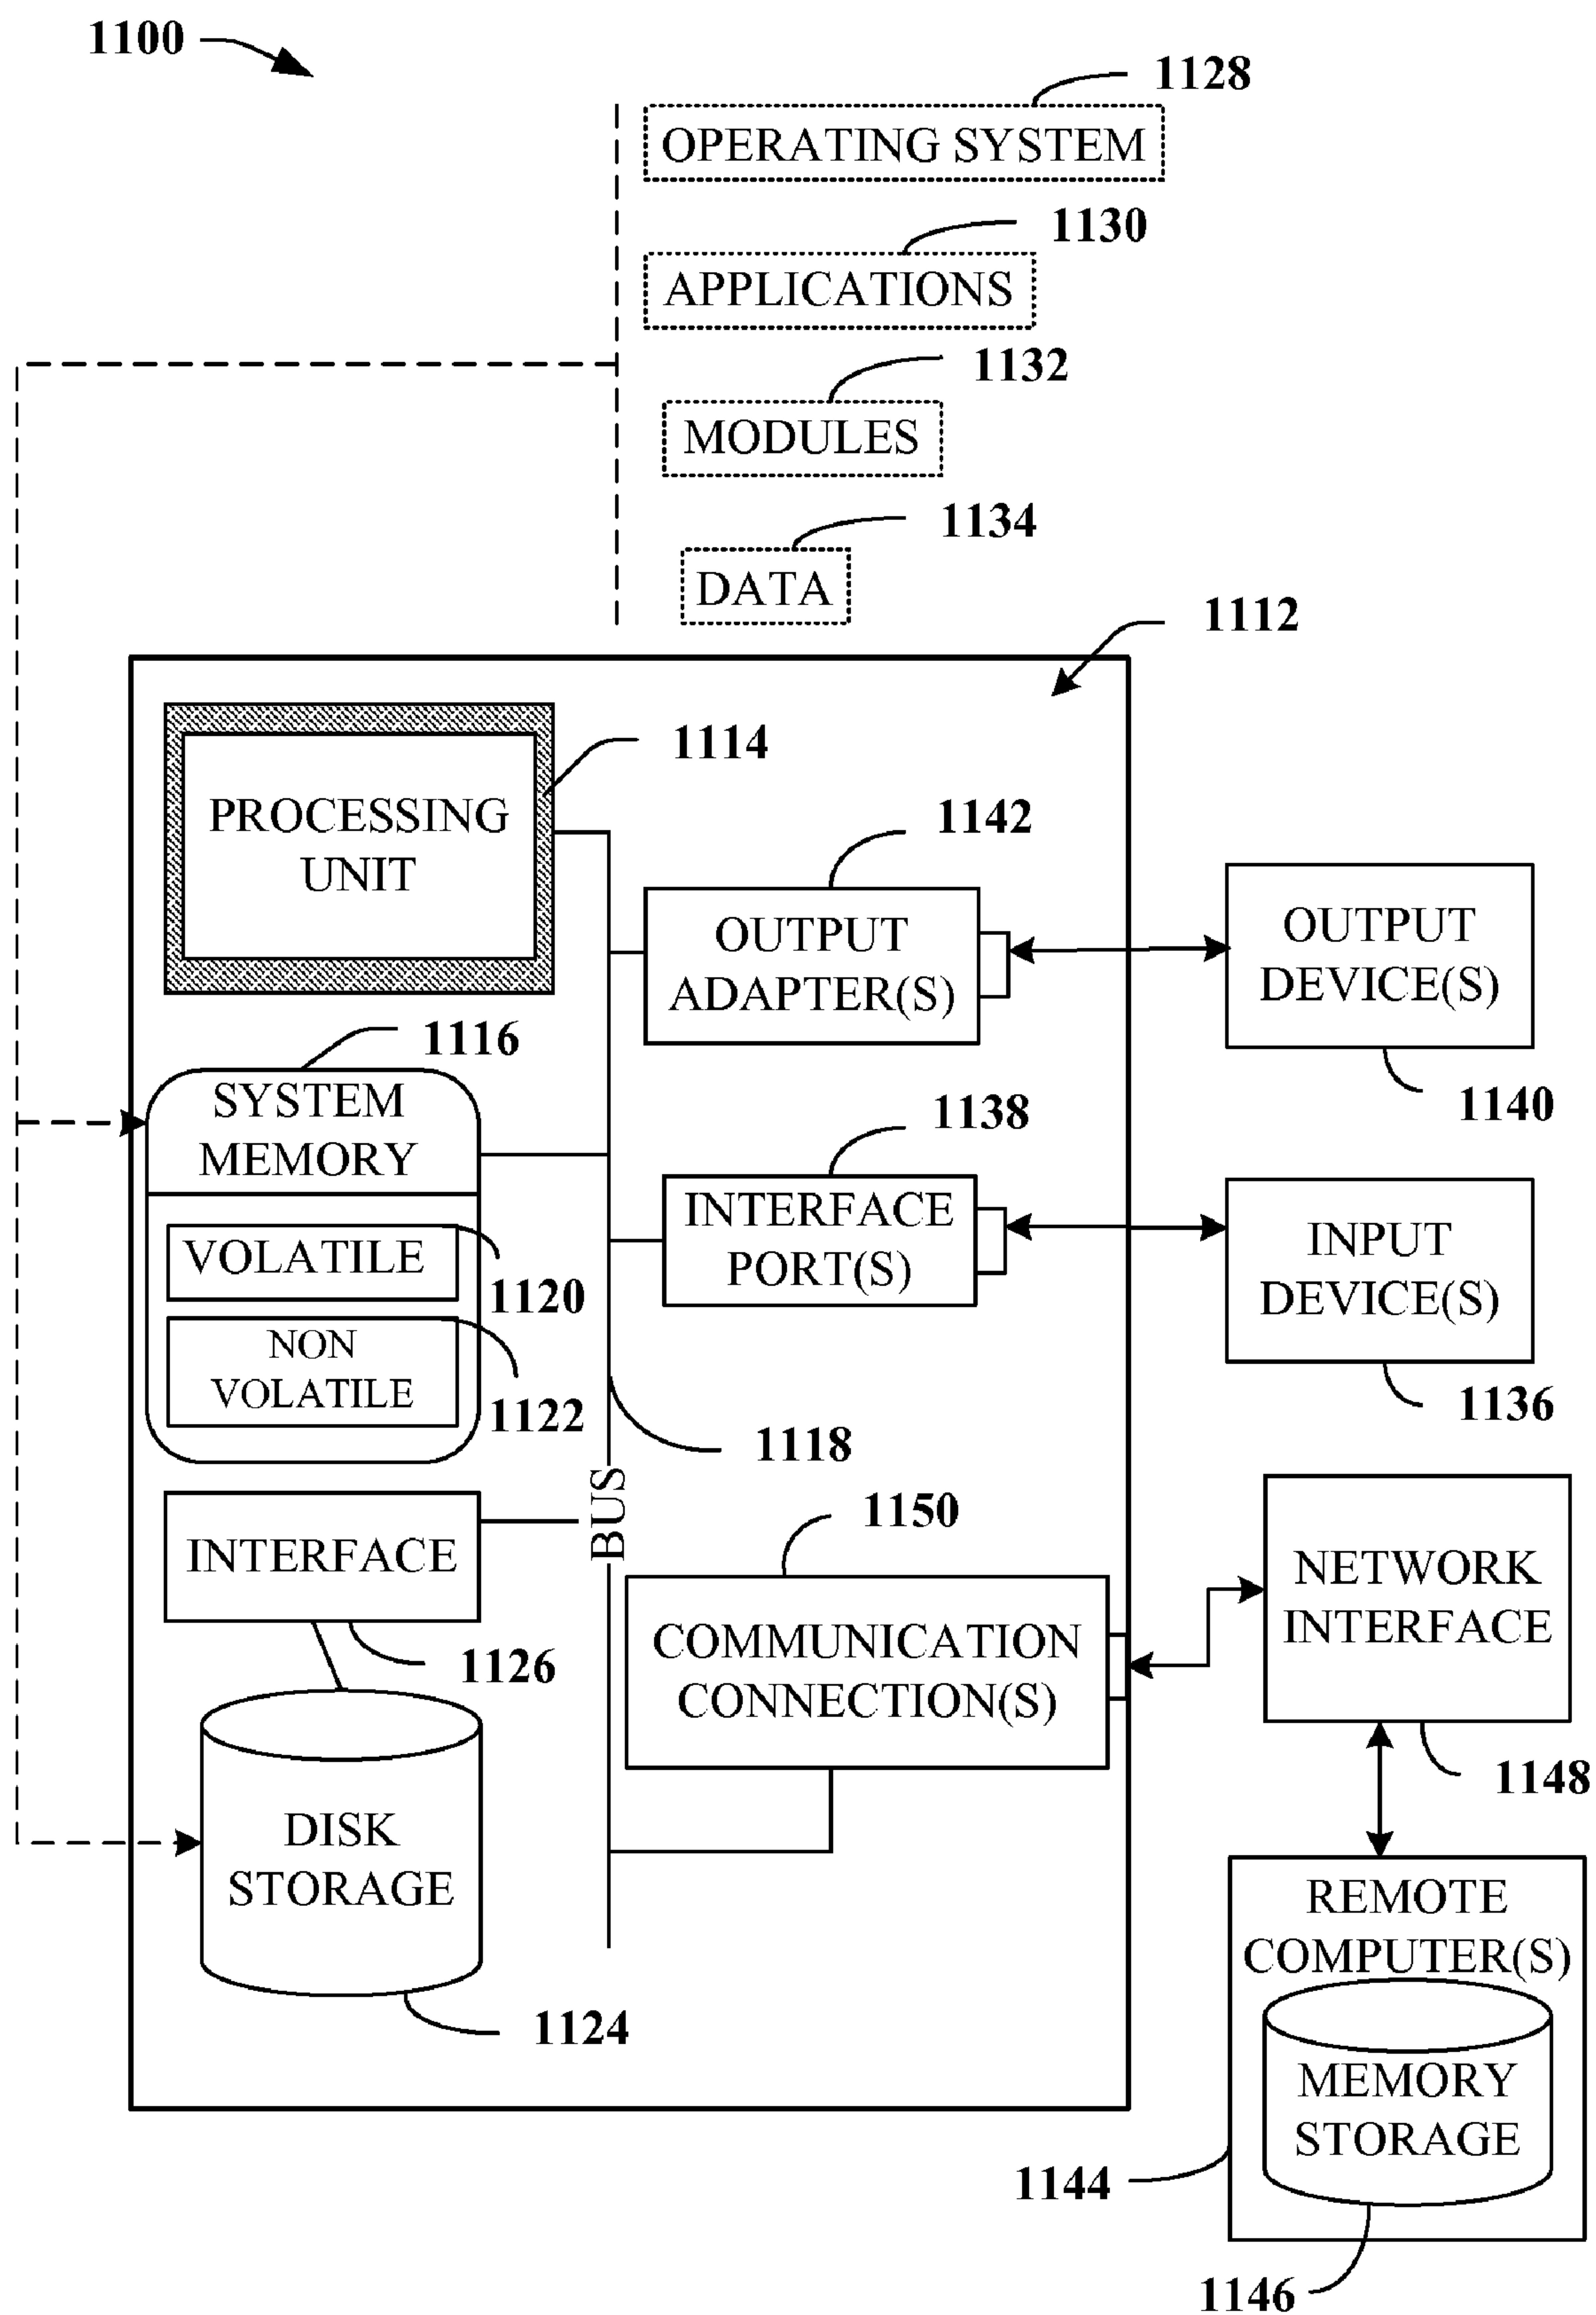 1100
1128
OPERATING SYSTEM
1130
APPLICATIONS
1132
MODULES
1134
DATA
1112
1114
PROCESSING
UNIT
1142
OUTPUT
ADAPTER(S)
OUTPUT
DEVICE(S)
1140
1116
SYSTEM
MEMORY
1138
INTERFACE
PORT(S)
INPUT
DEVICE(S)
1136
VOLATILE
1120
NON
VOLATILE
1122
1118
BUS
INTERFACE
1126
1150
COMMUNICATION
CONNECTION(S)
NETWORK
INTERFACE
1148
DISK
STORAGE
1124
REMOTE
COMPUTER(S)
MEMORY
STORAGE
1144
1146